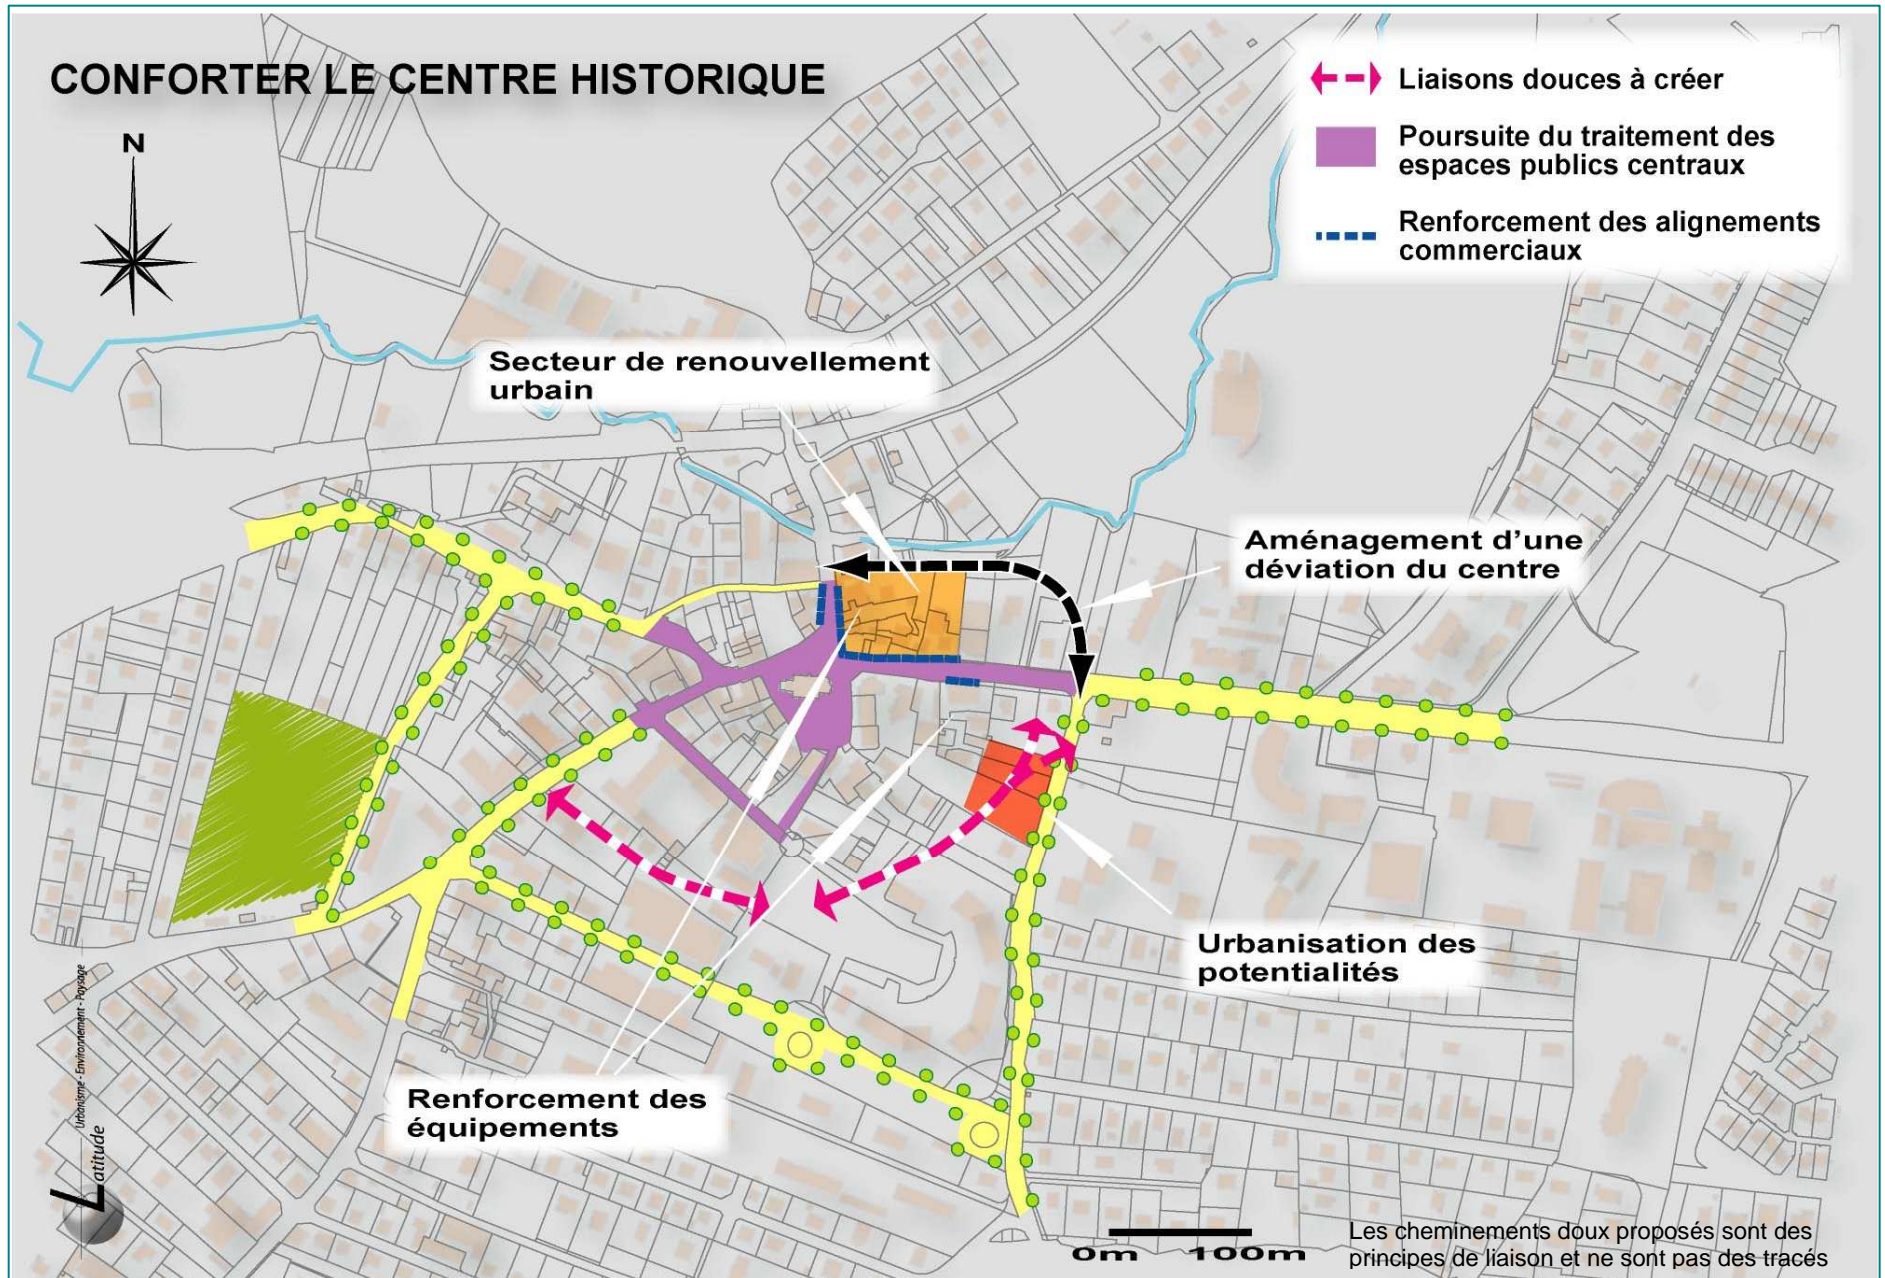 CONFORTER LE CENTRE HISTORIQUE
N
Liaisons douces à créer
Poursuite du traitement des
espaces publics centraux
Renforcement des alignements
commerciaux
Secteur de renouvellement
urbain
Aménagement d'une
déviation du centre
Urbanisation des
potentialités
Renforcement des
équipements
Latitude
Urbanisme - Environnement - Paysage
0m 100m
Les cheminements doux proposés sont des
principes de liaison et ne sont pas des tracés